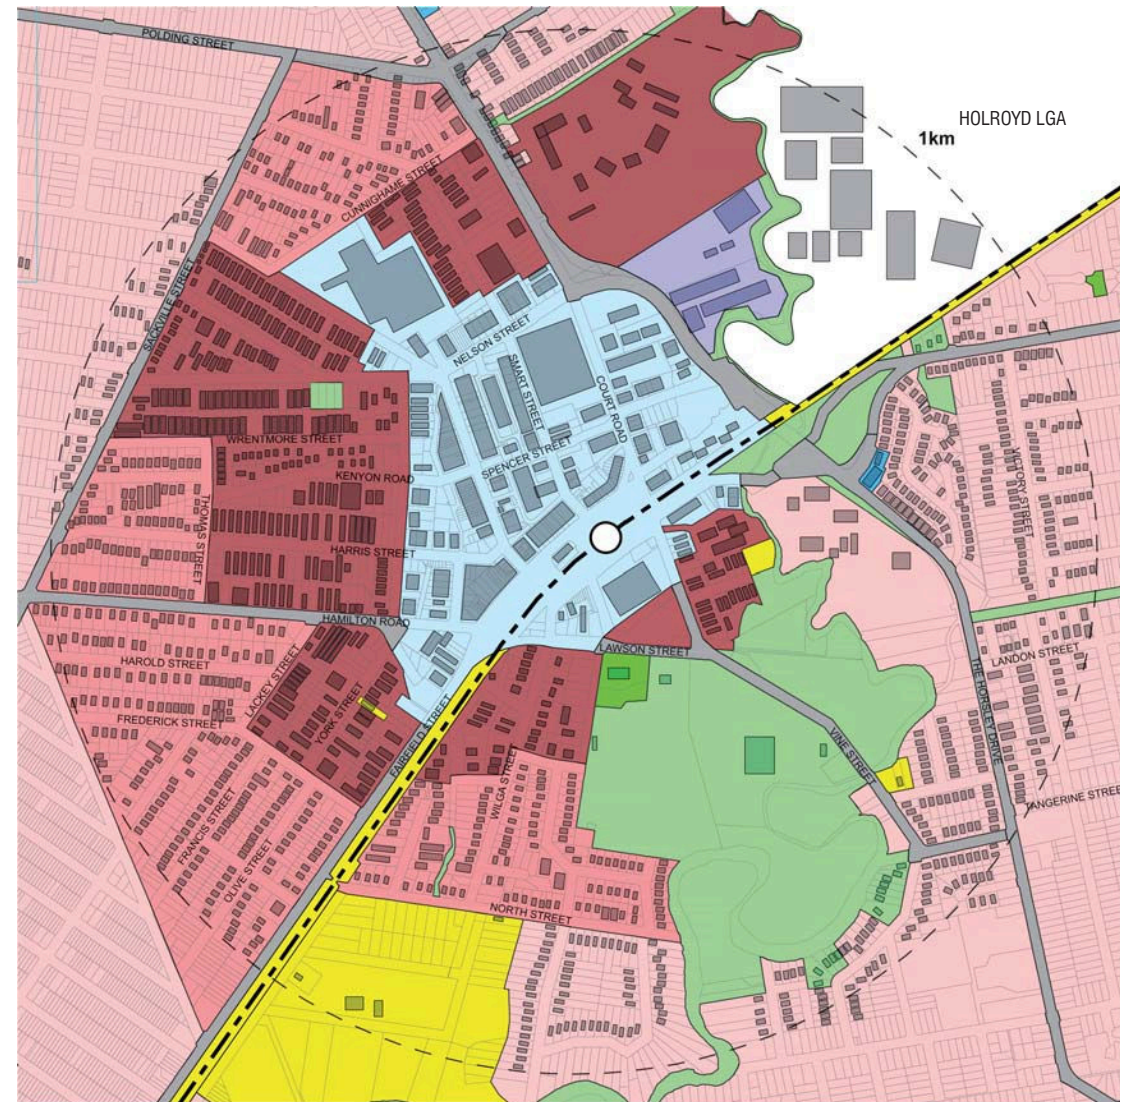 POLDING STREET
HOLROYD LGA
1km
CUNNIGHAME STREET
SACKVILLE STREET
NELSON STREET
SMART STREET
COURT ROAD
WRENTMORE STREET
SPENCER STREET
KENYON ROAD
VICTORY STREET
THOMAS STREET
HARRIS STREET
HAMILTON ROAD
HAROLD STREET
LACKEY STREET
LAWSON STREET
LANDON STREET
FREDERICK STREET
YORK STREET
FAIRFIELD STREET
THE HORSLEY DRIVE
VINE STREET
WILGA STREET
FRANCIS STREET
TANGERINE STREE
OLIVE STREET
NORTH STREET